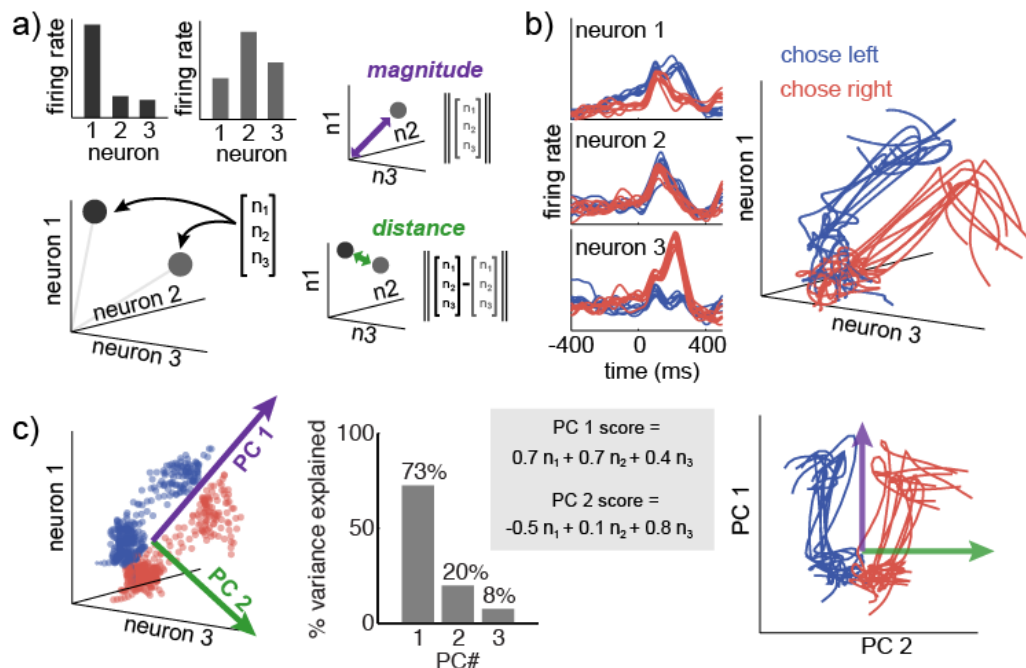 a)
firing rate
1 2 3
neuron
firing rate
1 2 3
neuron
magnitude
n1
n2
n3
n₁
n₂
n₃
neuron 1
neuron 2
neuron 3
n₁
n₂
n₃
distance
n1
n2
n3
n₁
n₂
n₃
-
n₁
n₂
n₃
b)
neuron 1
neuron 2
neuron 3
firing rate
-400 0 400
time (ms)
chose left
chose right
neuron 1
neuron 3
c)
neuron 1
neuron 3
PC 1
PC 2
% variance explained
100
50
0
73%
20%
8%
1 2 3
PC#
PC 1 score =
0.7 n₁ + 0.7 n₂ + 0.4 n₃
PC 2 score =
-0.5 n₁ + 0.1 n₂ + 0.8 n₃
PC 1
PC 2